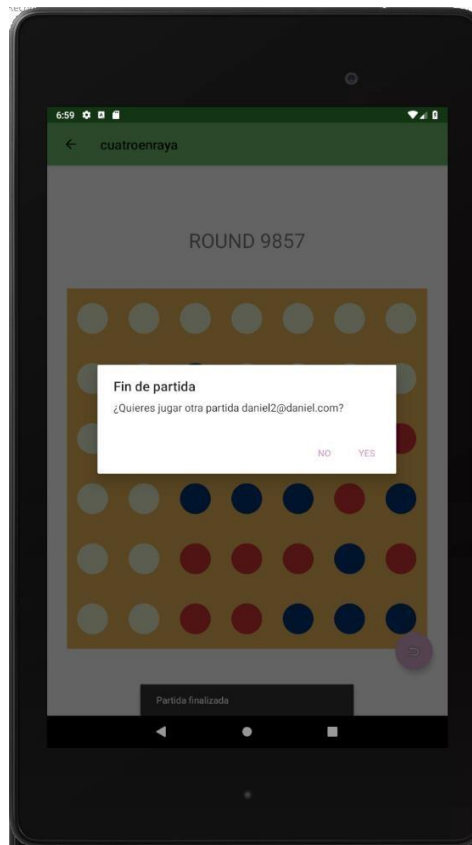 6:59
cuatroenraya
ROUND 9857
Fin de partida
¿Quieres jugar otra partida daniel2@daniel.com?
NO YES
Partida finalizada